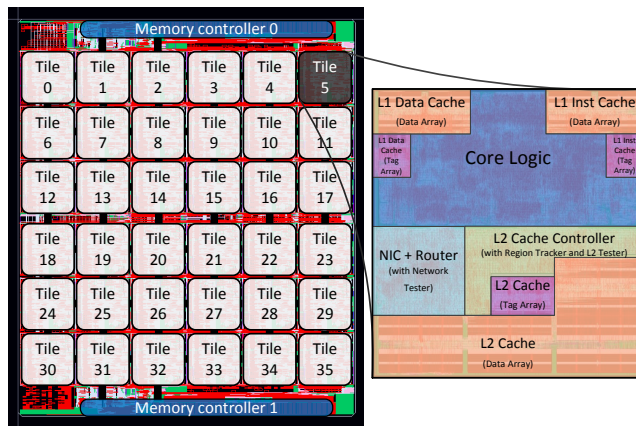 Memory controller 0
Tile 0
Tile 1
Tile 2
Tile 3
Tile 4
Tile 5
Tile 6
Tile 7
Tile 8
Tile 9
Tile 10
Tile 11
Tile 12
Tile 13
Tile 14
Tile 15
Tile 16
Tile 17
Tile 18
Tile 19
Tile 20
Tile 21
Tile 22
Tile 23
Tile 24
Tile 25
Tile 26
Tile 27
Tile 28
Tile 29
Tile 30
Tile 31
Tile 32
Tile 33
Tile 34
Tile 35
Memory controller 1
L1 Data Cache
(Data Array)
L1 Inst Cache
(Data Array)
L1 Data
Cache
(Tag
Array)
Core Logic
L1 Inst
Cache
(Tag
Array)
NIC + Router
(with Network
Tester)
L2 Cache Controller
(with Region Tracker and L2 Tester)
L2 Cache
(Tag Array)
L2 Cache
(Data Array)